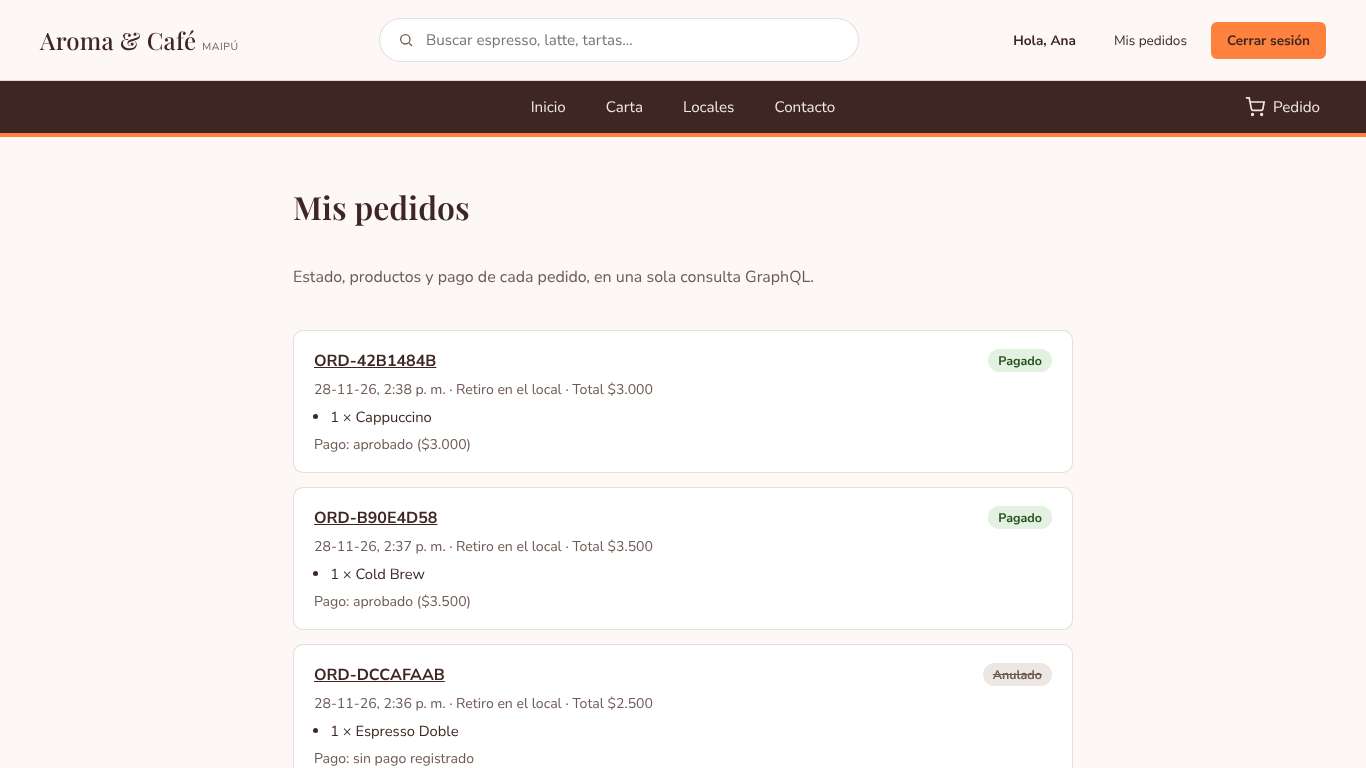 Aroma & Café MAIPÚ
Buscar espresso, latte, tartas...
Hola, Ana
Mis pedidos
Cerrar sesión
Inicio
Carta
Locales
Contacto
Pedido
Mis pedidos
Estado, productos y pago de cada pedido, en una sola consulta GraphQL.
ORD-42B1484B
Pagado
28-11-26, 2:38 p. m. · Retiro en el local · Total $3.000
• 1 × Cappuccino
Pago: aprobado ($3.000)
ORD-B90E4D58
Pagado
28-11-26, 2:37 p. m. · Retiro en el local · Total $3.500
• 1 × Cold Brew
Pago: aprobado ($3.500)
ORD-DCCAFAAB
Anulado
28-11-26, 2:36 p. m. · Retiro en el local · Total $2.500
• 1 × Espresso Doble
Pago: sin pago registrado